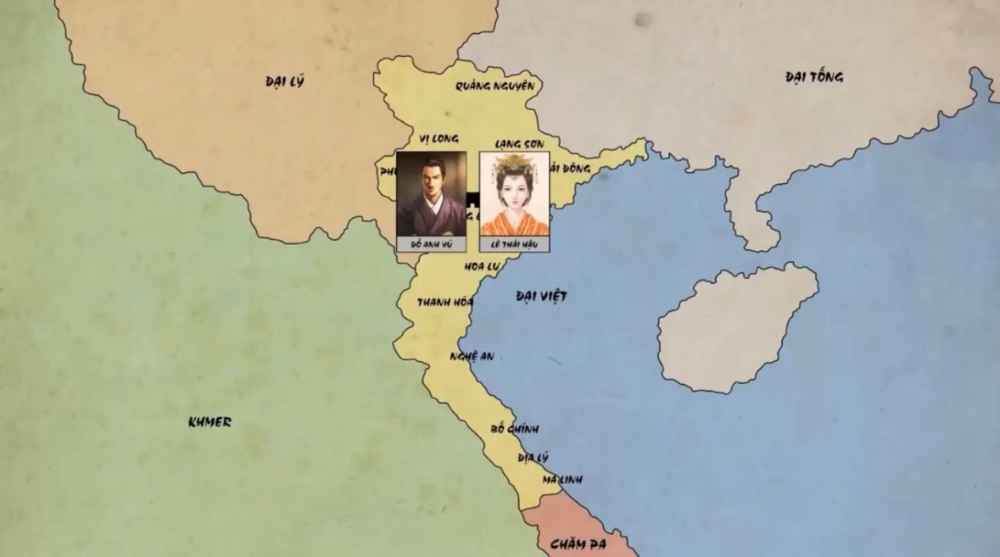 ĐẠI LÝ
ĐẠI TỐNG
QUẢNG NGUYÊN
VỊ LONG
LẠNG SƠN
ĐỖ ANH VŨ
LÊ THÁI HẬU
HOA LƯ
THANH HÓA
ĐẠI VIỆT
NGHỆ AN
KHMER
BỐ CHÍNH
ĐỊA LÝ
MA LINH
CHĂM PA